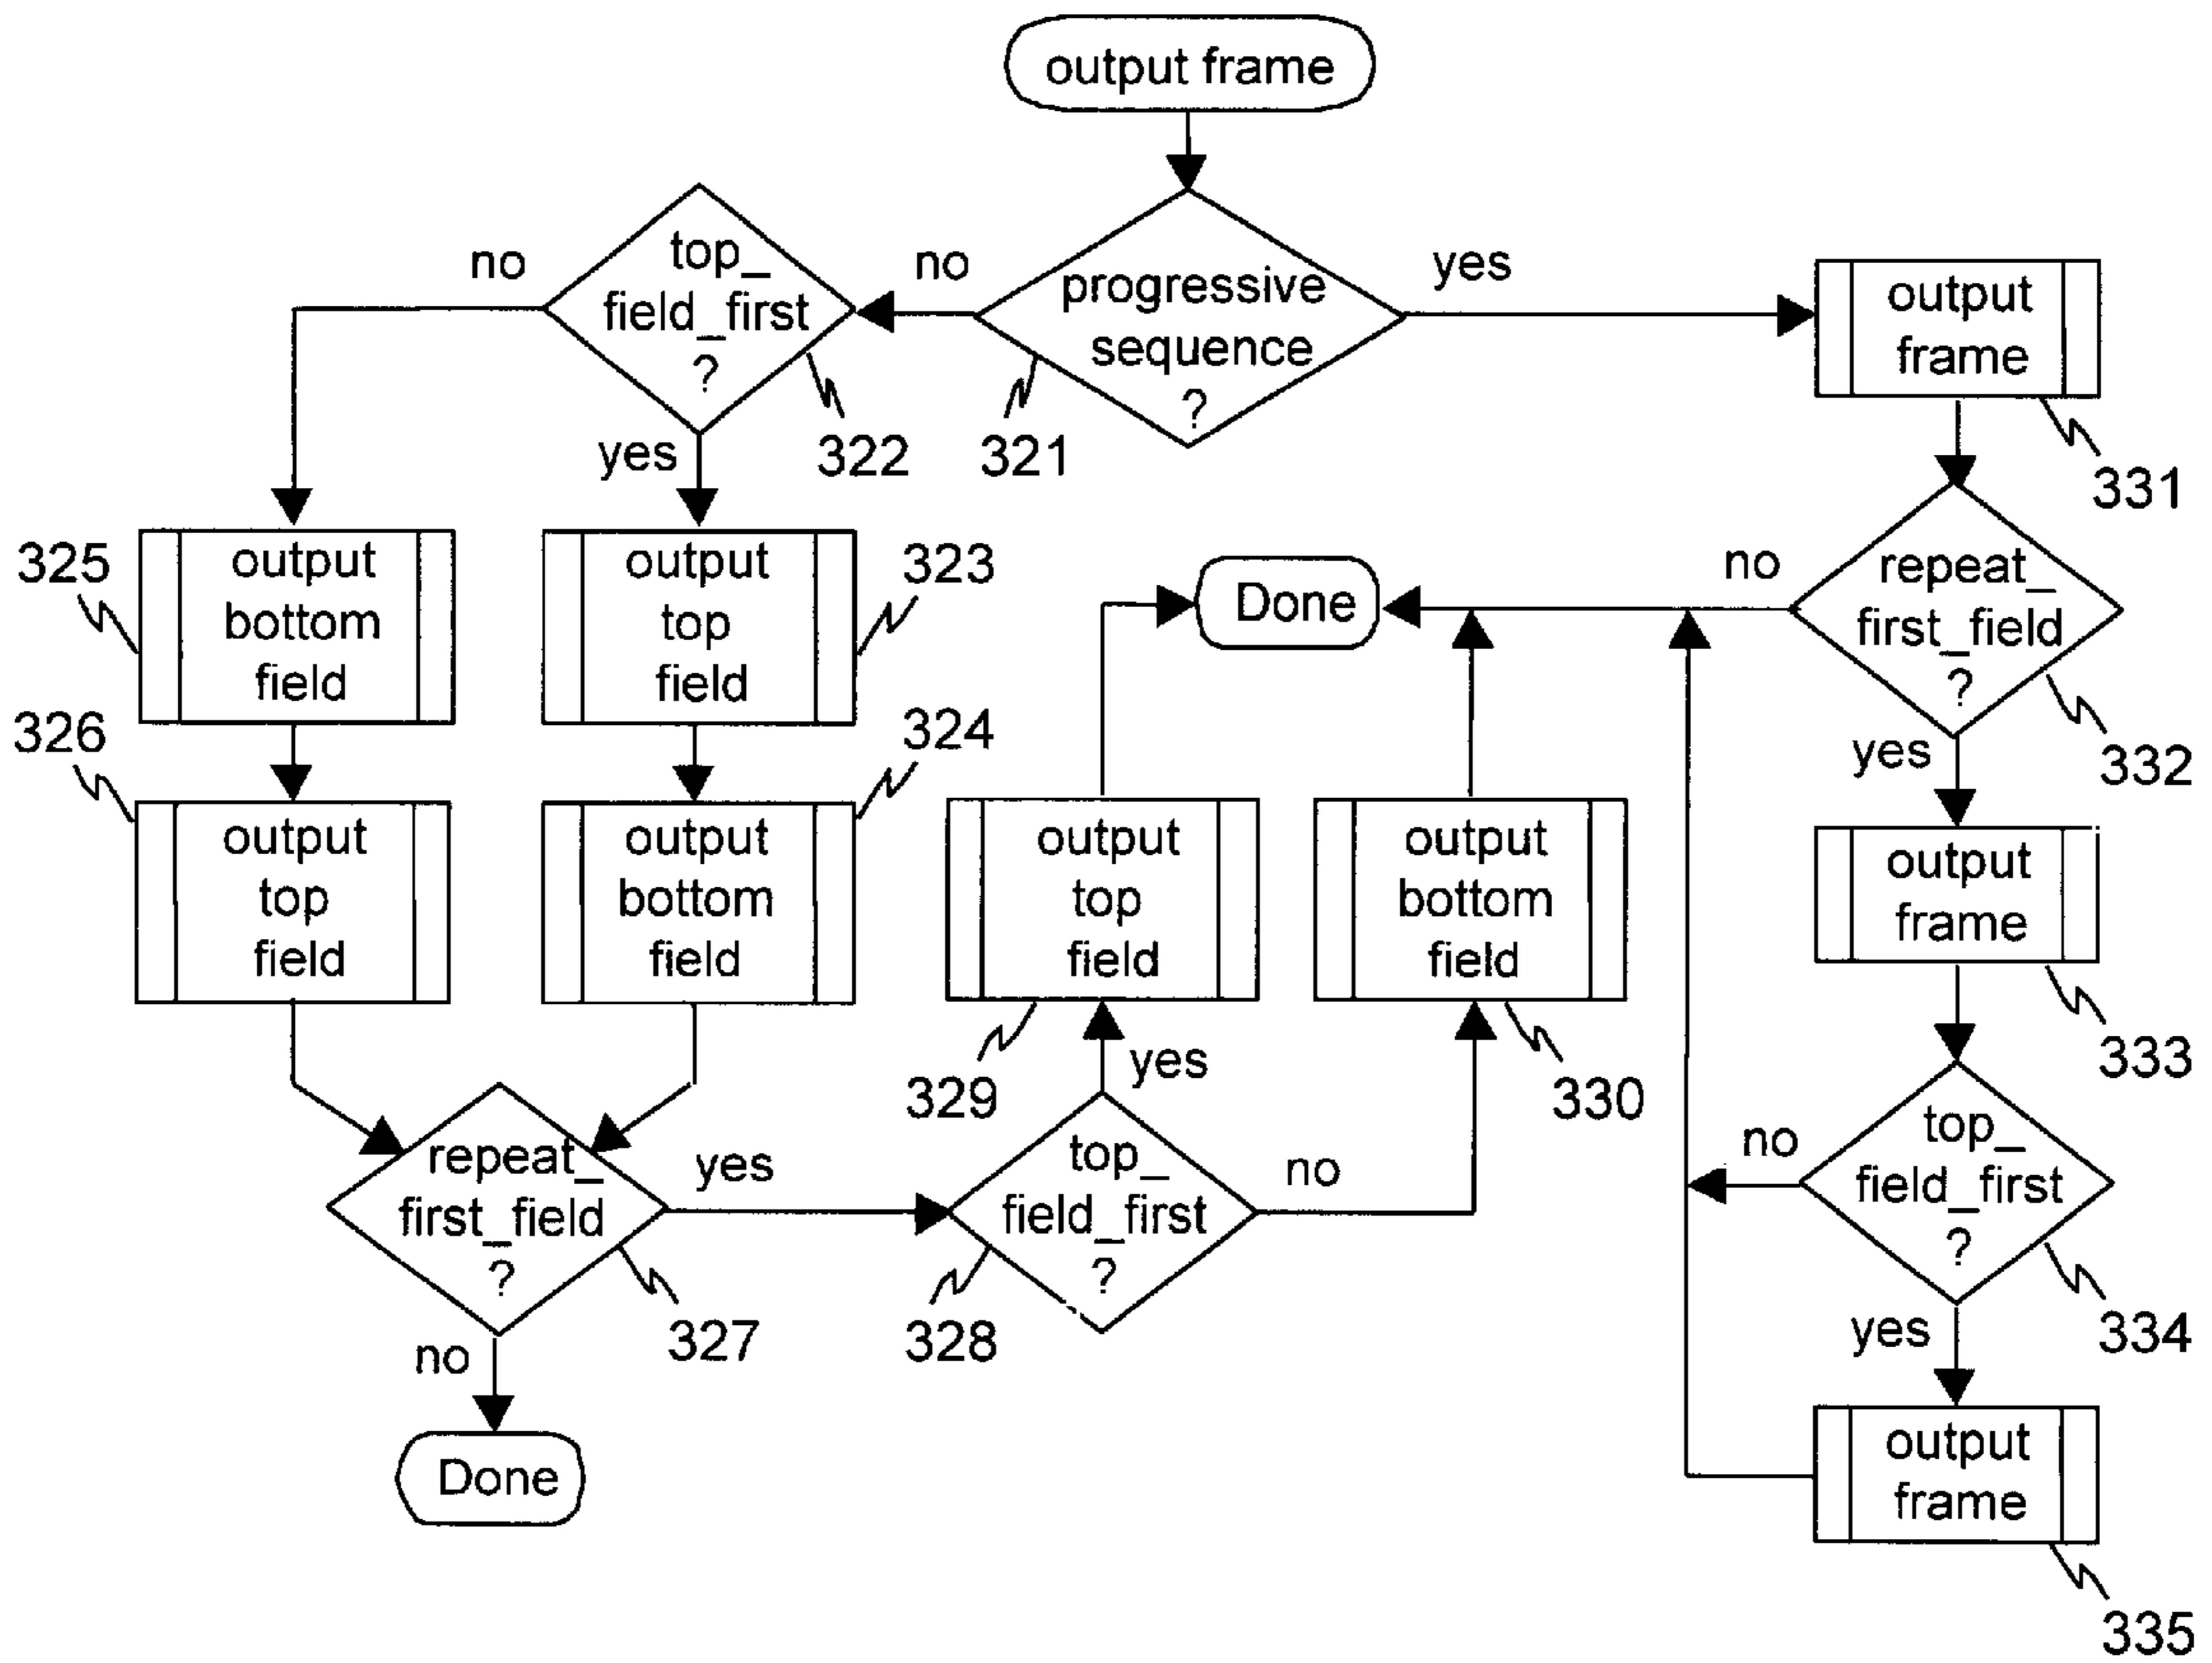 output frame
progressive
sequence
?
321
no
yes
top_
field_first
?
322
no
yes
output
frame
331
325
output
bottom
field
output
top
field
323
Done
no
repeat_
first_field
?
332
yes
326
output
top
field
output
bottom
field
324
output
top
field
329
output
bottom
field
330
output
frame
333
repeat_
first_field
?
327
yes
no
top_
field_first
?
328
yes
no
top_
field_first
?
334
no
yes
Done
output
frame
335